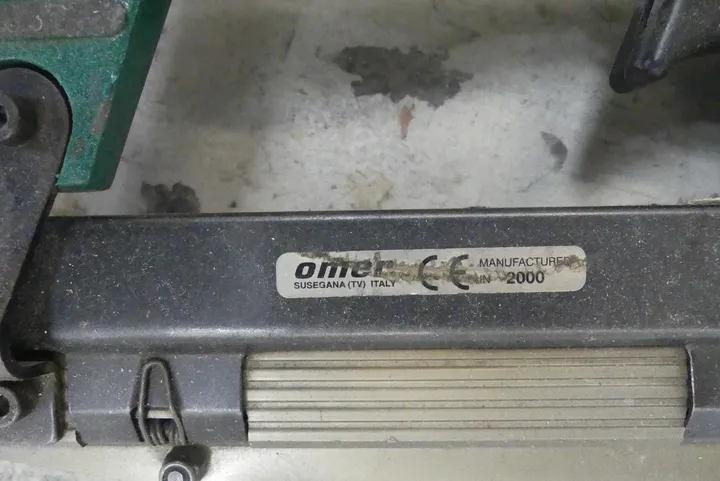 omer CE MANUFACTURED
SUSEGANA (TV) ITALY IN 2000